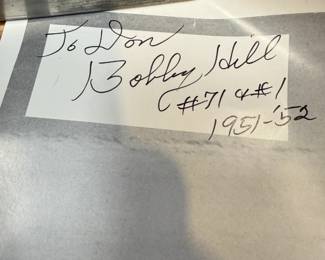 To Don
Bobby Hill
#71 & #1
1951-'52